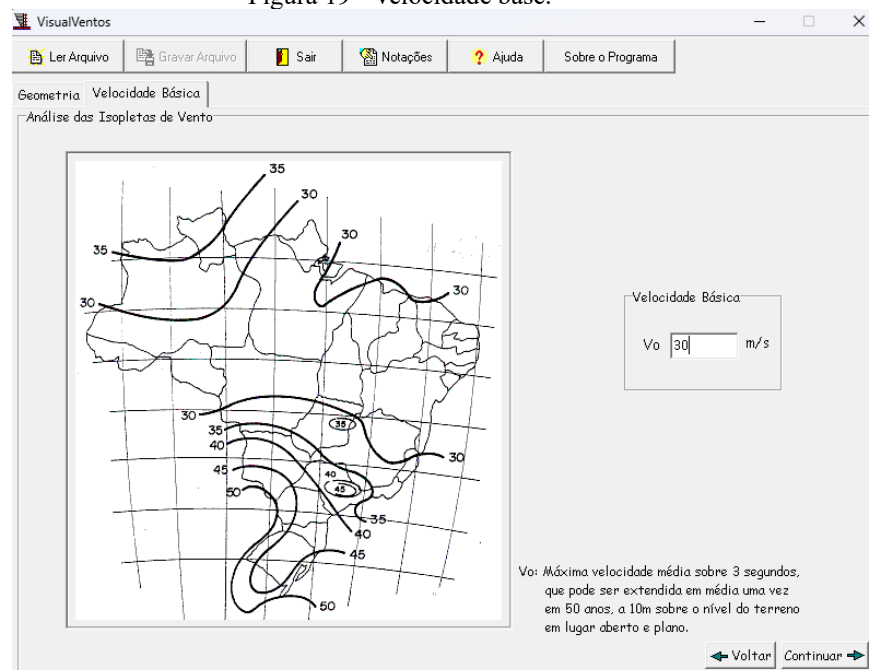 Figura 19 - Velocidade base.
VisualVentos
Ler Arquivo Gravar Arquivo Sair Notações Ajuda Sobre o Programa
Geometria Velocidade Básica
Análise das Isopletas de Vento
35
30
30
35
30
30
30
35
35
40
30
45
40
45
50
35
40
45
50
Velocidade Básica
Vo 30 m/s
Vo: Máxima velocidade média sobre 3 segundos,
que pode ser extendida em média uma vez
em 50 anos, a 10m sobre o nível do terreno
em lugar aberto e plano.
Voltar Continuar